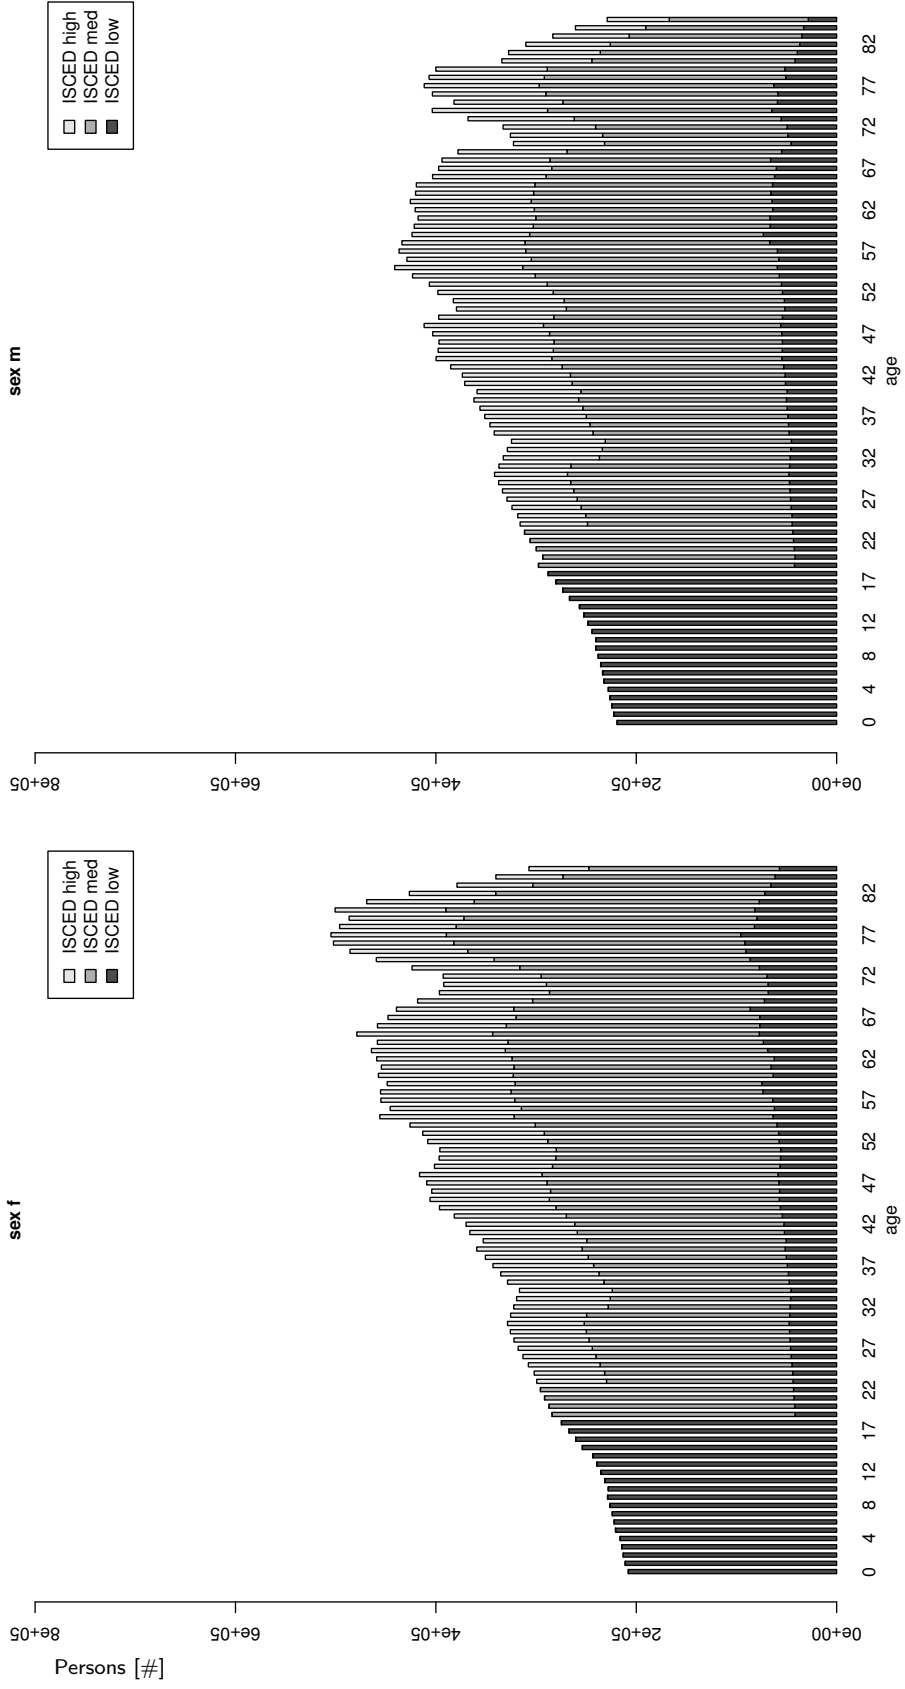 sex f
Persons [#]
8e+05
6e+05
4e+05
2e+05
0e+00
ISCED high
ISCED med
ISCED low
0 4 8 12 17 22 27 32 37 42 47 52 57 62 67 72 77 82
age
sex m
8e+05
6e+05
4e+05
2e+05
0e+00
ISCED high
ISCED med
ISCED low
0 4 8 12 17 22 27 32 37 42 47 52 57 62 67 72 77 82
age